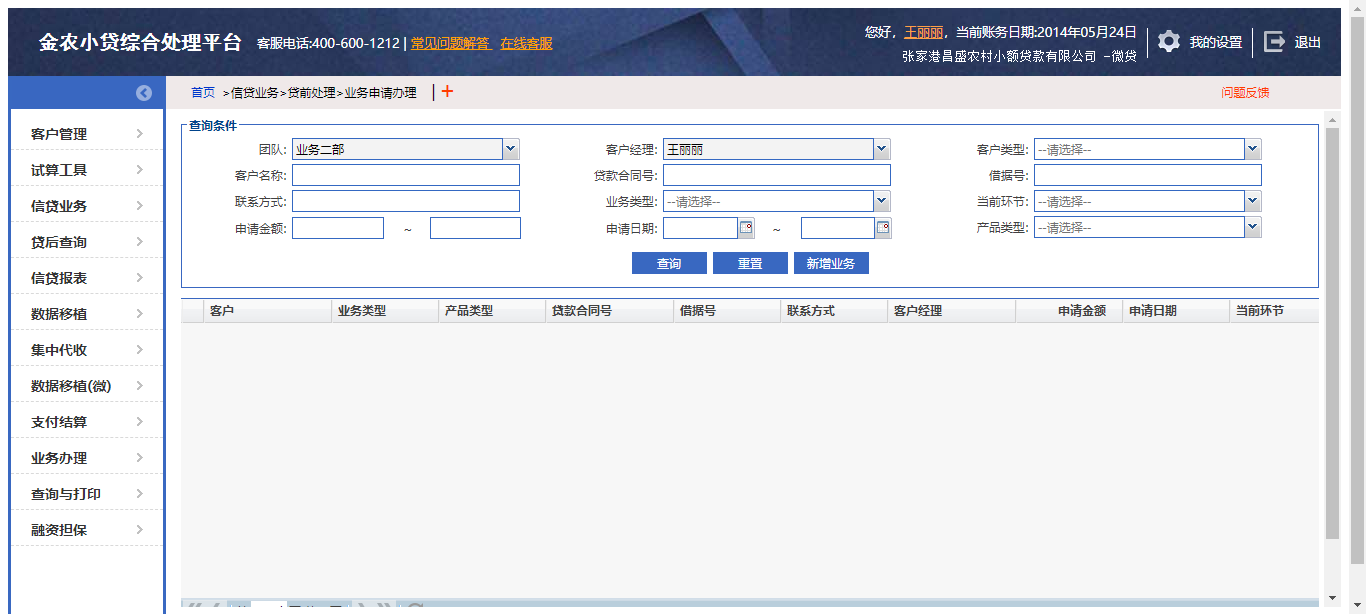 金农小贷综合处理平台 客服电话:400-600-1212 | 常见问题解答 在线客服
您好，王丽丽，当前账务日期:2014年05月24日
张家港昌盛农村小额贷款有限公司 -微贷
我的设置 退出
首页 >信贷业务>贷前处理>业务申请办理 | +
问题反馈
客户管理
试算工具
信贷业务
贷后查询
信贷报表
数据移植
集中代收
数据移植(微)
支付结算
业务办理
查询与打印
融资担保
查询条件
团队: 业务二部 客户经理: 王丽丽 客户类型: --请选择--
客户名称: 贷款合同号: 借据号:
联系方式: 业务类型: --请选择-- 当前环节: --请选择--
申请金额: ~ 申请日期: ~ 产品类型: --请选择--
查询 重置 新增业务
客户 业务类型 产品类型 贷款合同号 借据号 联系方式 客户经理 申请金额 申请日期 当前环节